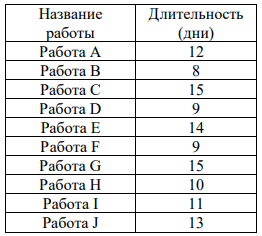 Название работы Длительность (дни)
Работа A 12
Работа B 8
Работа C 15
Работа D 9
Работа E 14
Работа F 9
Работа G 15
Работа H 10
Работа I 11
Работа J 13